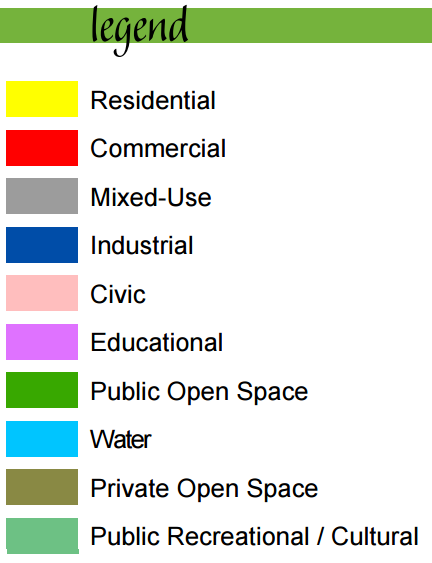 legend
Residential
Commercial
Mixed-Use
Industrial
Civic
Educational
Public Open Space
Water
Private Open Space
Public Recreational / Cultural